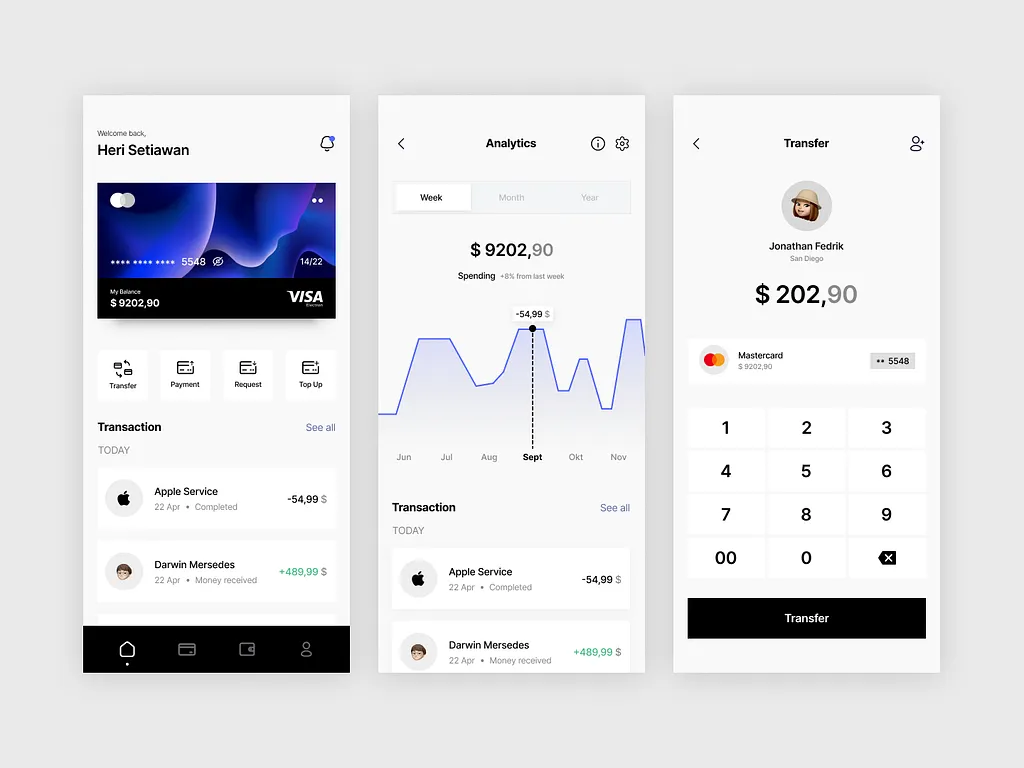 Welcome back,
Heri Setiawan
**** **** **** 5548
14/22
My Balance
$ 9202,90
VISA
Electron
Transfer
Payment
Request
Top Up
Transaction
See all
TODAY
Apple Service
-54,99 $
22 Apr • Completed
Darwin Mersedes
+489,99 $
22 Apr • Money received
Analytics
Week
Month
Year
$ 9202,90
Spending +8% from last week
-54,99 $
Jun
Jul
Aug
Sept
Okt
Nov
Transaction
See all
TODAY
Apple Service
-54,99 $
22 Apr • Completed
Darwin Mersedes
+489,99 $
22 Apr • Money received
Transfer
Jonathan Fedrik
San Diego
$ 202,90
Mastercard
$ 9202,90
•• 5548
1 2 3
4 5 6
7 8 9
00 0
Transfer